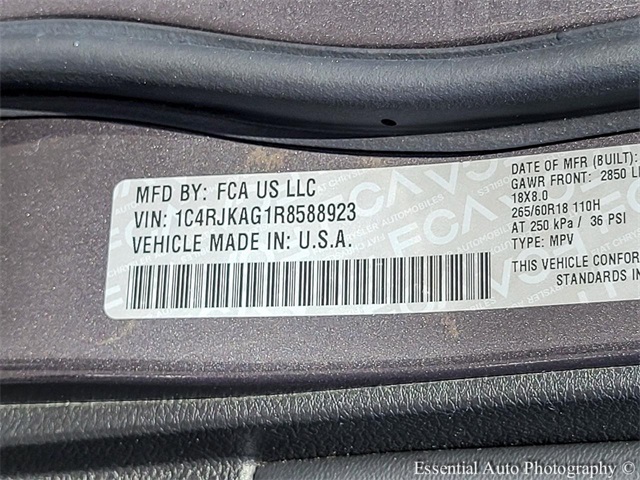 MFD BY: FCA US LLC
VIN: 1C4RJKAG1R8588923
VEHICLE MADE IN: U.S.A.
DATE OF MFR (BUILT):
GAWR FRONT: 2850 L
18X8.0
265/60R18 110H
AT 250 kPa / 36 PSI
TYPE: MPV
THIS VEHICLE CONFOR
STANDARDS IN
Essential Auto Photography ©